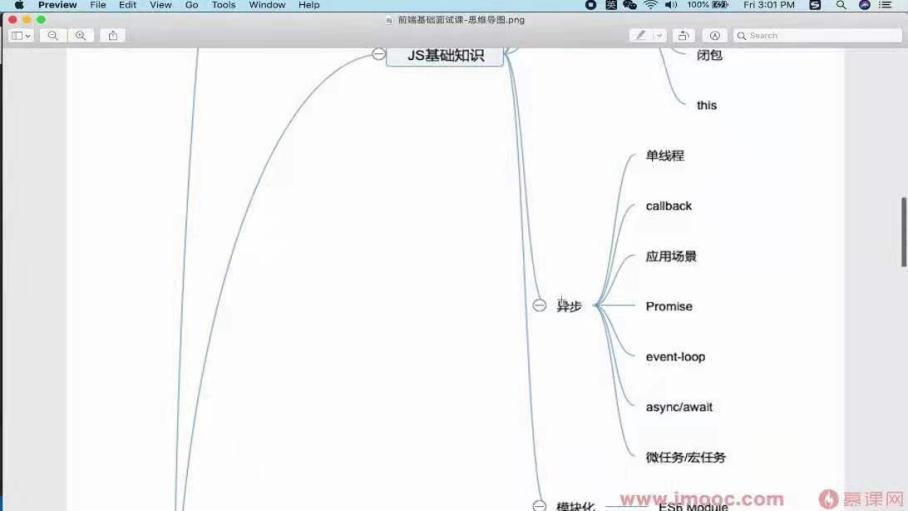 Preview File Edit View Go Tools Window Help 100% Fri 3:01 PM
前端基础面试课-思维导图.png
Search
JS基础知识
闭包
this
单线程
callback
应用场景
异步
Promise
event-loop
async/await
微任务/宏任务
模块化
ES6 Module
www.imooc.com
慕课网